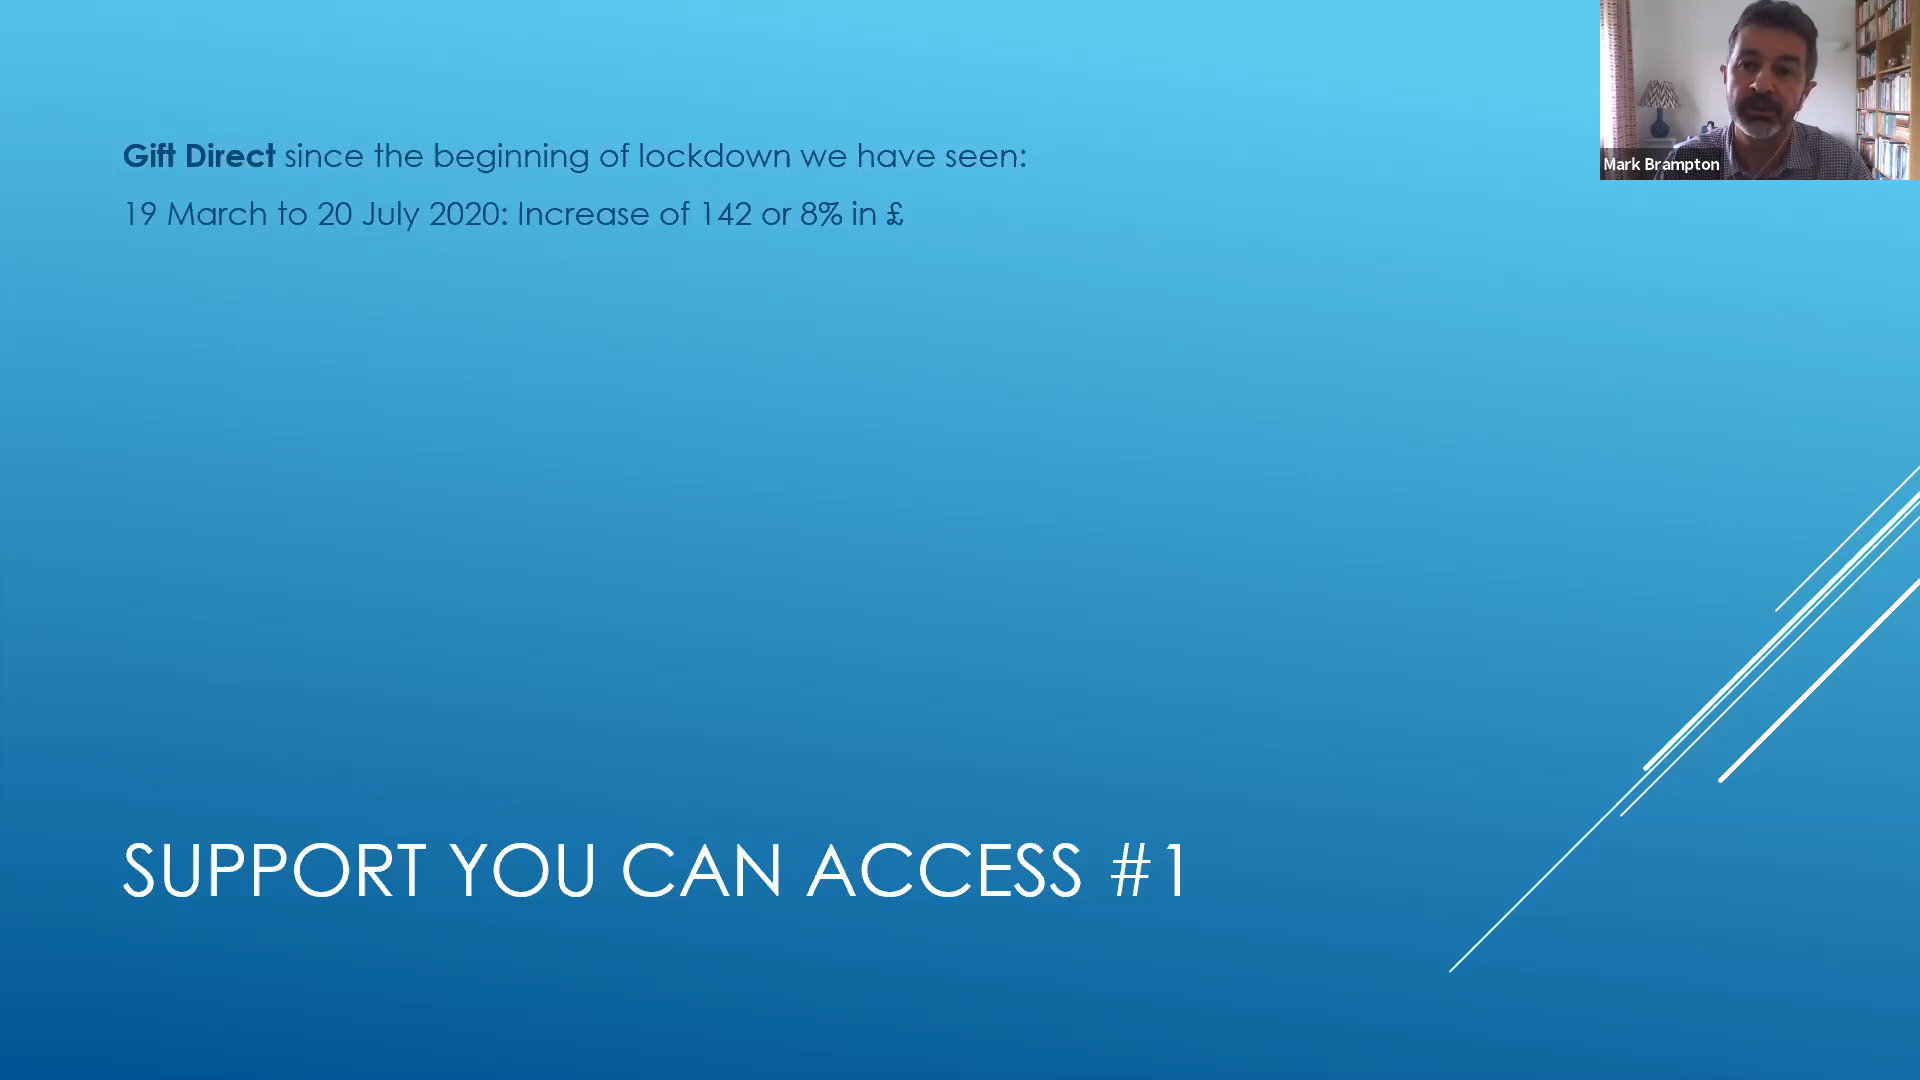 Gift Direct since the beginning of lockdown we have seen:
19 March to 20 July 2020: Increase of 142 or 8% in £
Mark Brampton
SUPPORT YOU CAN ACCESS #1